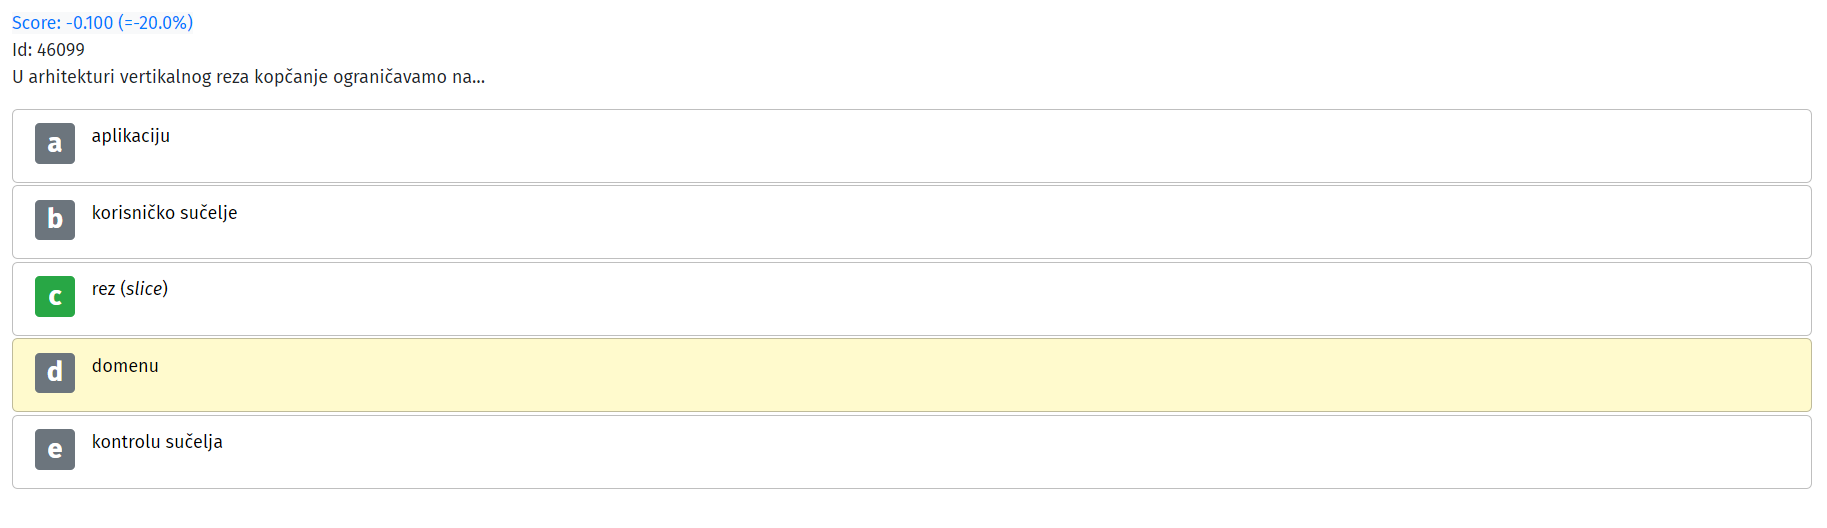 Score: -0.100 (=-20.0%)
Id: 46099
U arhitekturi vertikalnog reza kopčanje ograničavamo na...
a aplikaciju
b korisničko sučelje
c rez (slice)
d domenu
e kontrolu sučelja